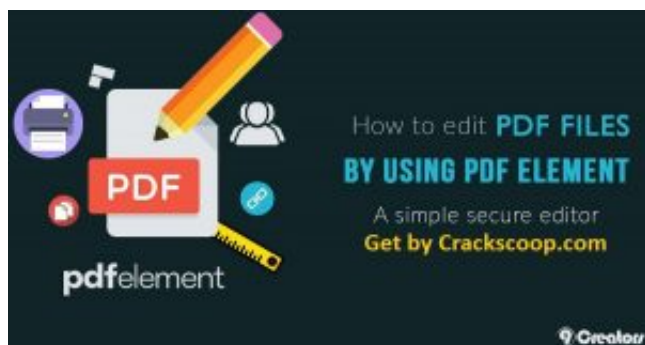 How to edit PDF FILES
BY USING PDF ELEMENT
A simple secure editor
Get by Crackscoop.com
PDF
pdfelement
9 Creators